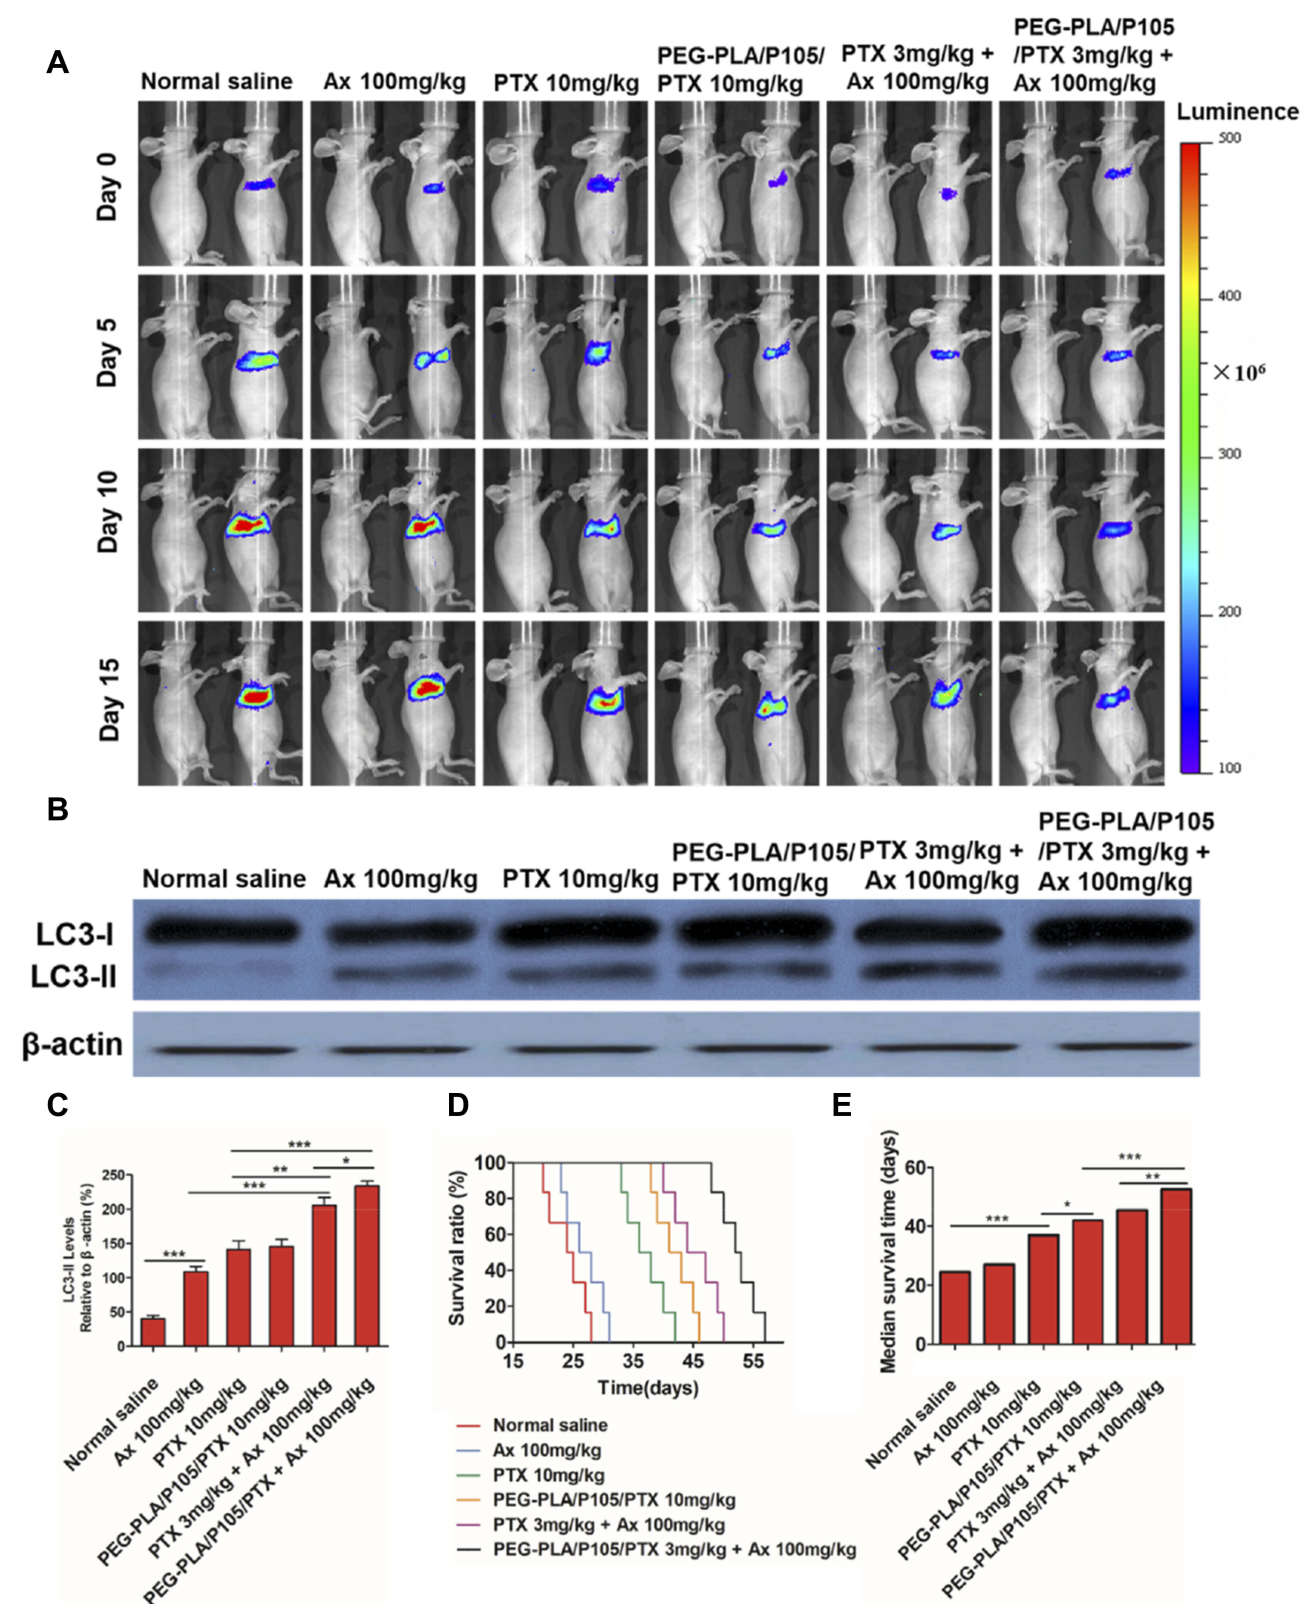 A
Normal saline
Ax 100mg/kg
PTX 10mg/kg
PEG-PLA/P105/
PTX 10mg/kg
PTX 3mg/kg +
Ax 100mg/kg
PEG-PLA/P105
/PTX 3mg/kg +
Ax 100mg/kg
Luminence
Day 0
Day 5
Day 10
Day 15
500
400
×10⁶
300
200
100
B
Normal saline
Ax 100mg/kg
PTX 10mg/kg
PEG-PLA/P105/
PTX 10mg/kg
PTX 3mg/kg +
Ax 100mg/kg
PEG-PLA/P105
/PTX 3mg/kg +
Ax 100mg/kg
LC3-I
LC3-II
β-actin
C
LC3-II Levels
Relative to β -actin (%)
250
200
150
100
50
0
***
***
**
***
*
Normal saline
Ax 100mg/kg
PTX 10mg/kg
PEG-PLA/P105/PTX 10mg/kg
PTX 3mg/kg + Ax 100mg/kg
PEG-PLA/P105/PTX + Ax 100mg/kg
D
Survival ratio (%)
100
80
60
40
20
0
15 25 35 45 55
Time(days)
Normal saline
Ax 100mg/kg
PTX 10mg/kg
PEG-PLA/P105/PTX 10mg/kg
PTX 3mg/kg + Ax 100mg/kg
PEG-PLA/P105/PTX 3mg/kg + Ax 100mg/kg
E
Median survival time (days)
60
40
20
0
***
*
***
**
Normal saline
Ax 100mg/kg
PTX 10mg/kg
PEG-PLA/P105/PTX 10mg/kg
PTX 3mg/kg + Ax 100mg/kg
PEG-PLA/P105/PTX + Ax 100mg/kg